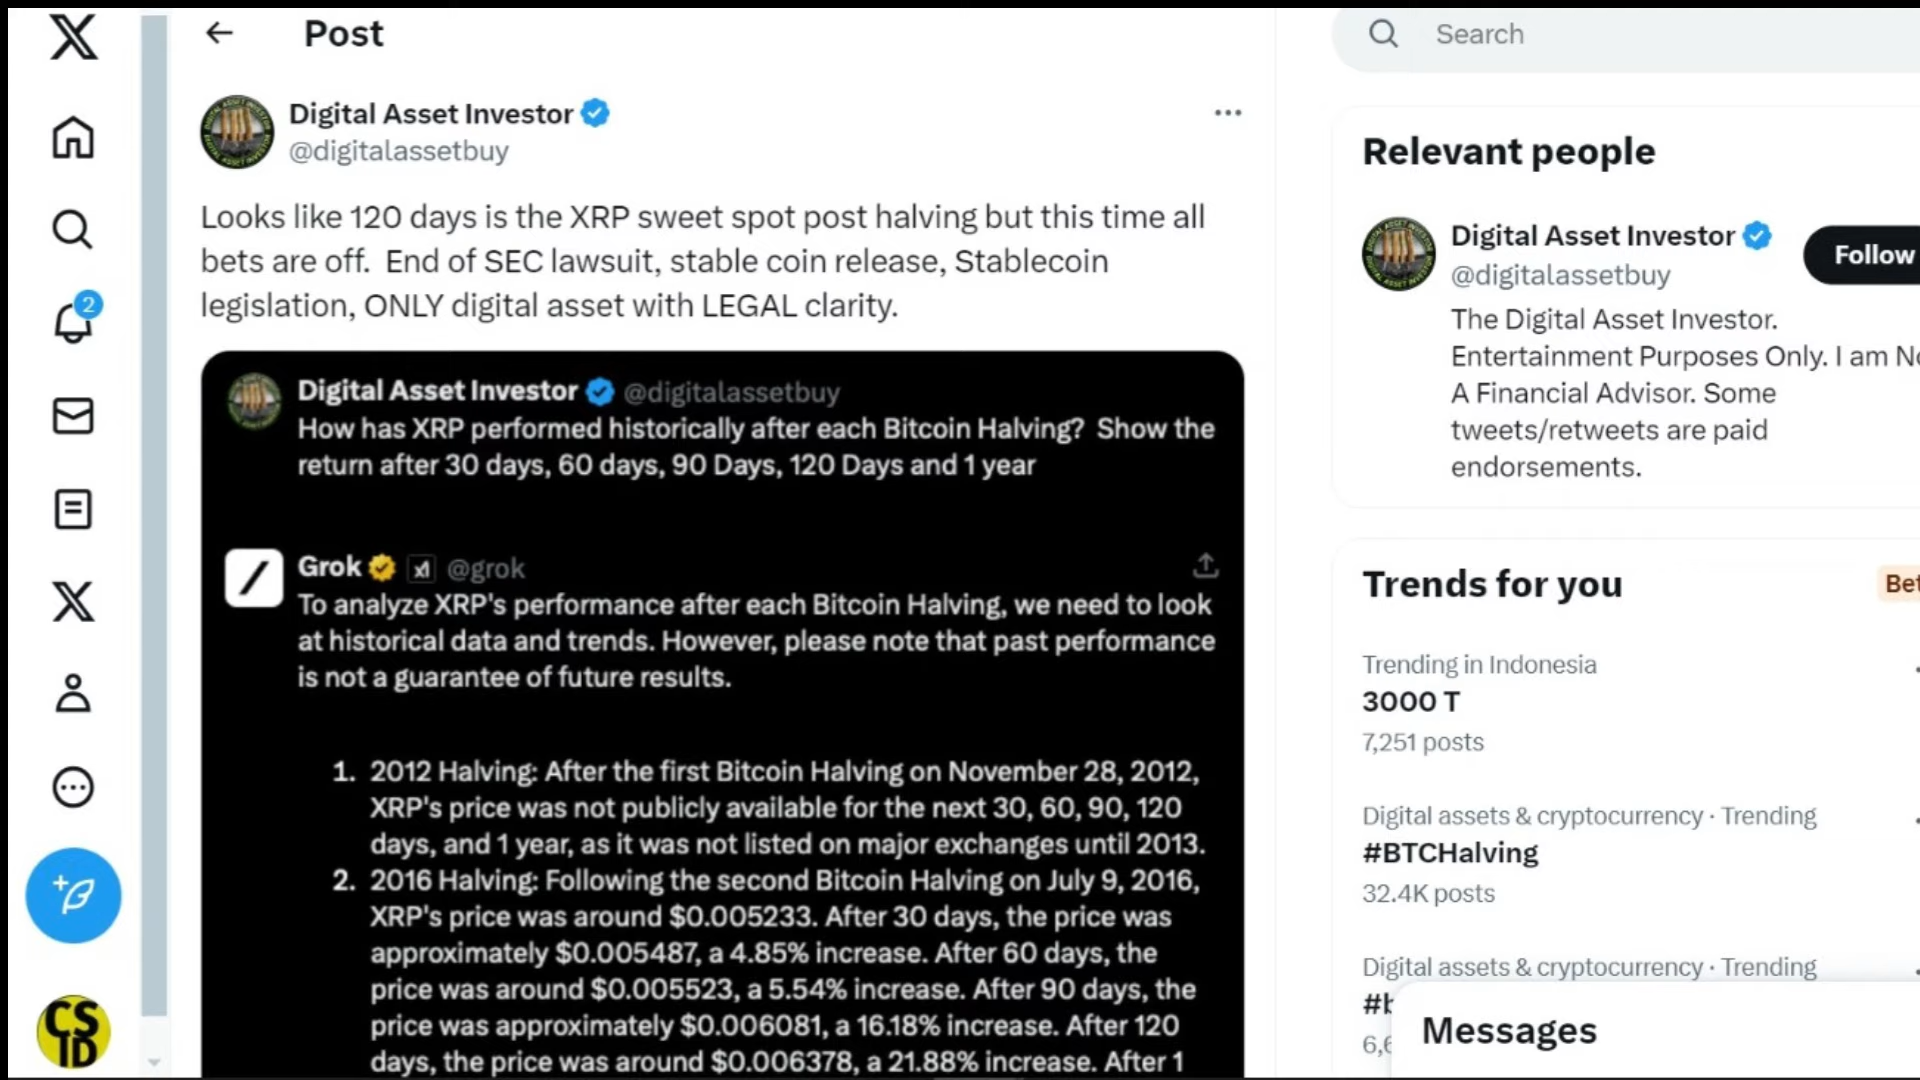 Post
Digital Asset Investor
@digitalassetbuy
Looks like 120 days is the XRP sweet spot post halving but this time all
bets are off.  End of SEC lawsuit, stable coin release, Stablecoin
legislation, ONLY digital asset with LEGAL clarity.
Digital Asset Investor @digitalassetbuy
How has XRP performed historically after each Bitcoin Halving?  Show the
return after 30 days, 60 days, 90 Days, 120 Days and 1 year
Grok @grok
To analyze XRP's performance after each Bitcoin Halving, we need to look
at historical data and trends. However, please note that past performance
is not a guarantee of future results.
1. 2012 Halving: After the first Bitcoin Halving on November 28, 2012,
XRP's price was not publicly available for the next 30, 60, 90, 120
days, and 1 year, as it was not listed on major exchanges until 2013.
2. 2016 Halving: Following the second Bitcoin Halving on July 9, 2016,
XRP's price was around $0.005233. After 30 days, the price was
approximately $0.005487, a 4.85% increase. After 60 days, the
price was around $0.005523, a 5.54% increase. After 90 days, the
price was approximately $0.006081, a 16.18% increase. After 120
days, the price was around $0.006378, a 21.88% increase. After 1
2
CS
ID
Search
Relevant people
Digital Asset Investor
@digitalassetbuy
Follow
The Digital Asset Investor.
Entertainment Purposes Only. I am
A Financial Advisor. Some
tweets/retweets are paid
endorsements.
Trends for you
Trending in Indonesia
3000 T
7,251 posts
Digital assets & cryptocurrency · Trending
#BTCHalving
32.4K posts
Digital assets & cryptocurrency · Trending
Messages